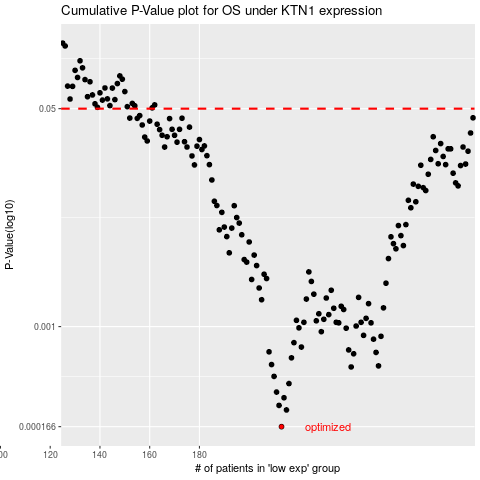 Cumulative P-Value plot for OS under KTN1 expression
0.05
P-Value(log10)
0.001
0.000166
optimized
00
120
140
160
180
# of patients in 'low exp' group